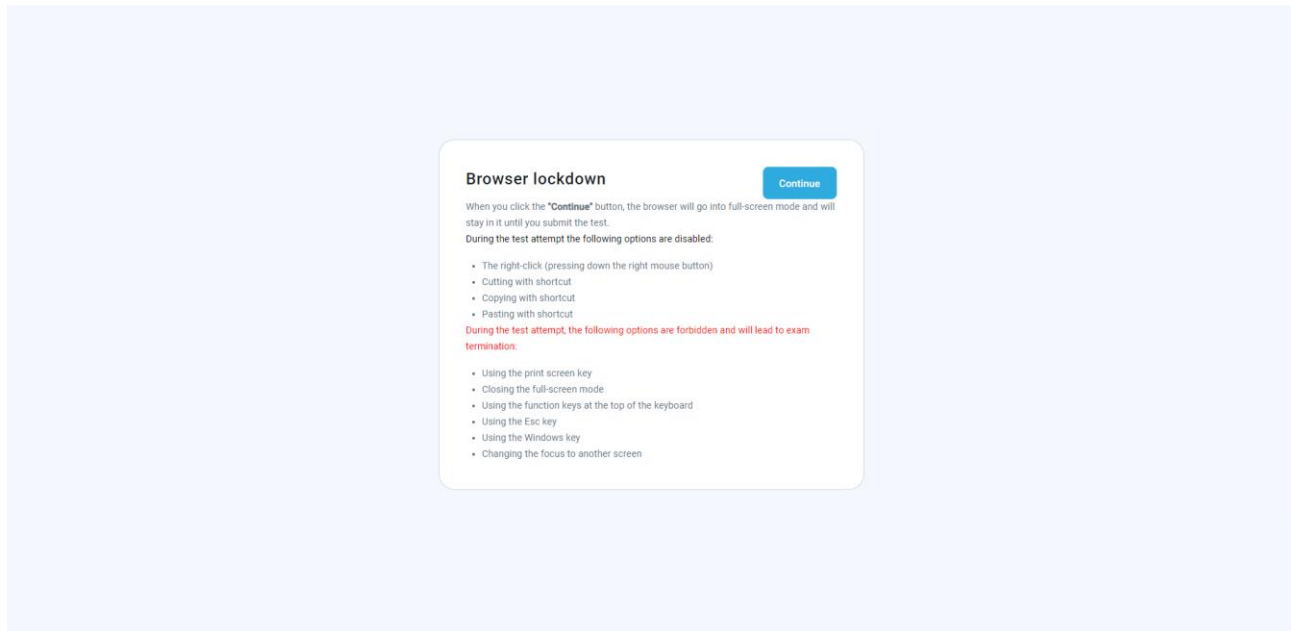 Browser lockdown
Continue
When you click the "Continue" button, the browser will go into full-screen mode and will
stay in it until you submit the test.
During the test attempt the following options are disabled:
• The right-click (pressing down the right mouse button)
• Cutting with shortcut
• Copying with shortcut
• Pasting with shortcut
During the test attempt, the following options are forbidden and will lead to exam
termination:
• Using the print screen key
• Closing the full-screen mode
• Using the function keys at the top of the keyboard
• Using the Esc key
• Using the Windows key
• Changing the focus to another screen